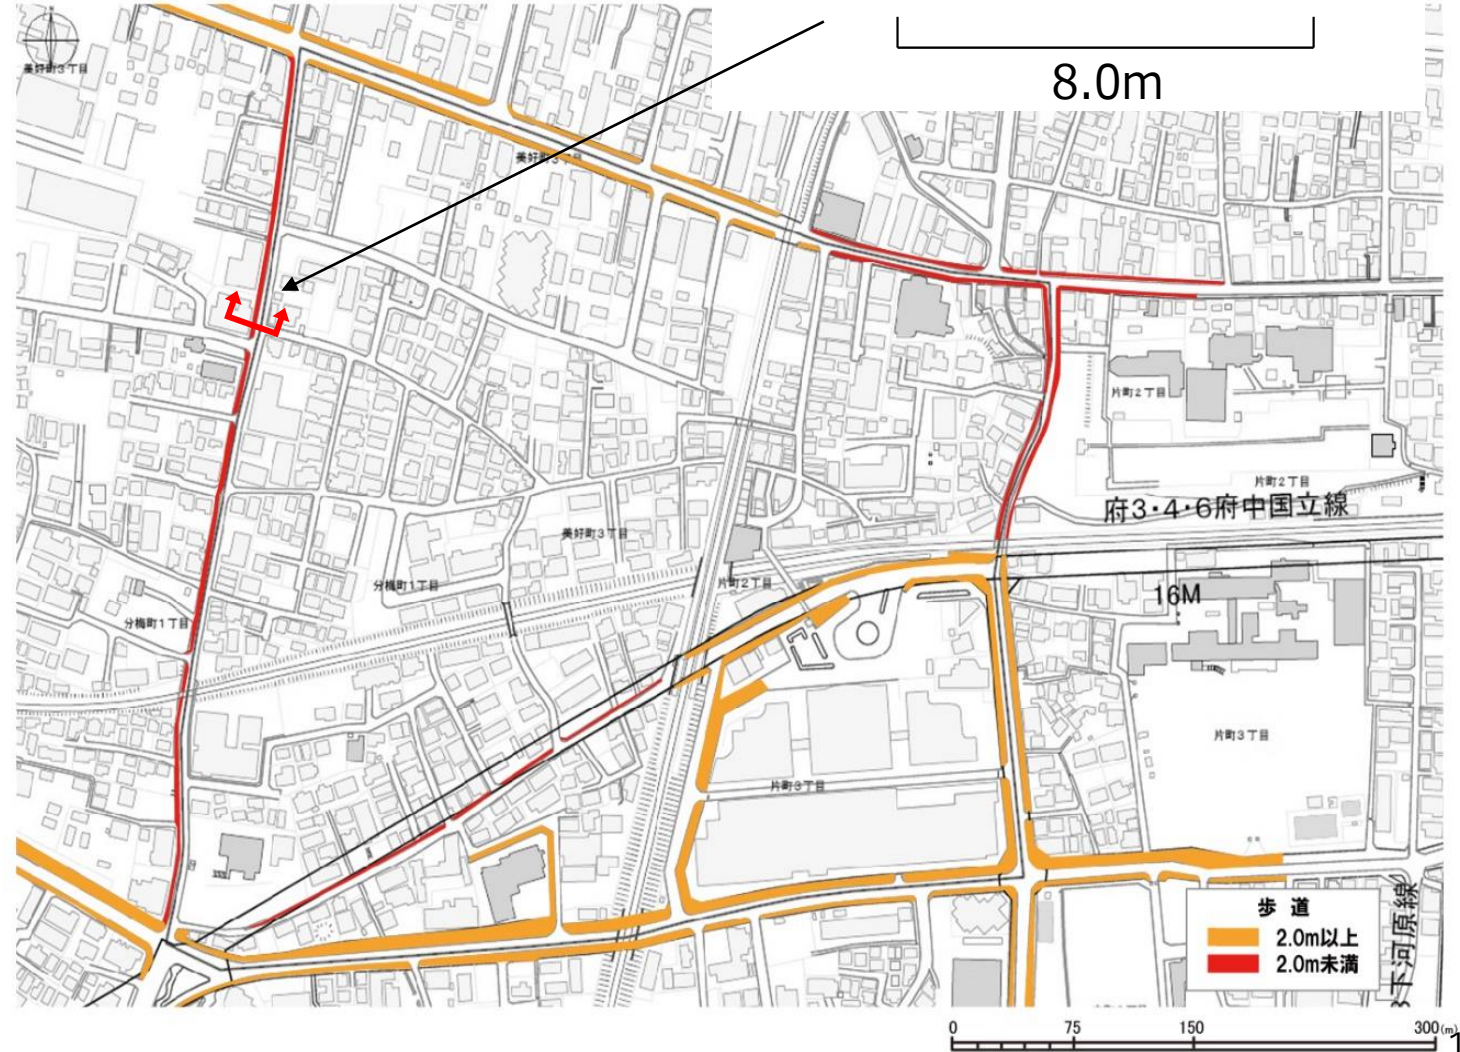 N
美好町3丁目
8.0m
美好町3丁目
片町2丁目
片町2丁目
府3・4・6府中国立線
美好町3丁目
片町2丁目
分梅町1丁目
16M
分梅町1丁目
片町3丁目
片町3丁目
歩 道
2.0m以上
2.0m未満
下河原線
0 75 150 300(m)
1